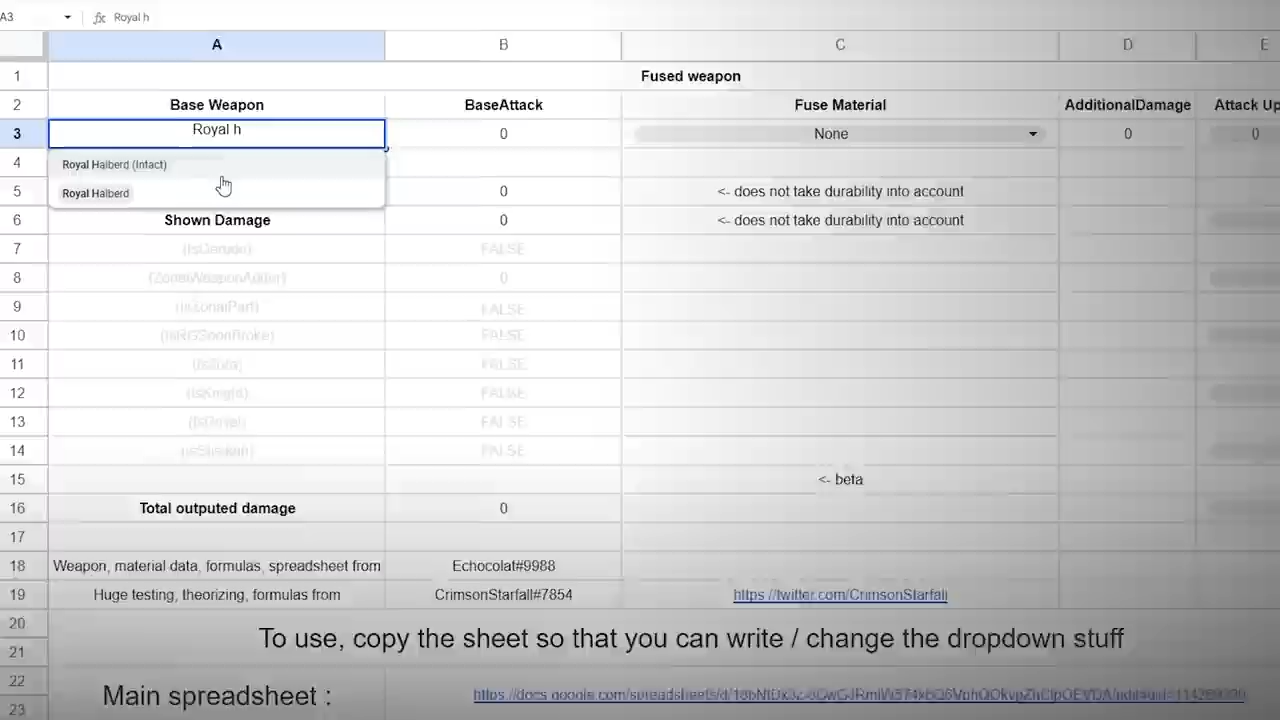 A3 fx Royal h
A B C D E
1 Fused weapon
2 Base Weapon BaseAttack Fuse Material AdditionalDamage Attack Up
3 Royal h 0 None 0 0
4 Royal Halberd (Intact)
5 Royal Halberd 0 <- does not take durability into account
6 Shown Damage 0 <- does not take durability into account
7 FALSE
8 0
9 FALSE
10 FALSE
11 FALSE
12 FALSE
13 FALSE
14 FALSE
15 <- beta
16 Total outputed damage 0
17
18 Weapon, material data, formulas, spreadsheet from Echocolat#9988
19 Huge testing, theorizing, formulas from CrimsonStarfall#7854 https://twitter.com/CrimsonStarfall
20
To use, copy the sheet so that you can write / change the dropdown stuff
21
22
Main spreadsheet :
23